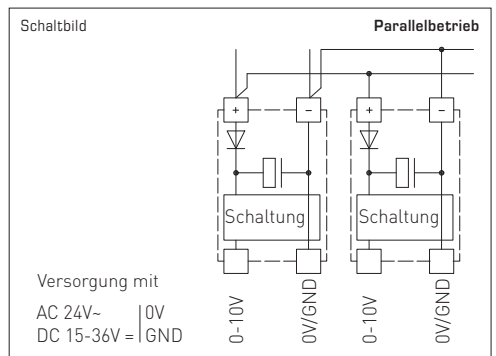 Schaltbild
Parallelbetrieb
+ − + −
Schaltung Schaltung
Versorgung mit
AC 24V~ | 0V
DC 15-36V = | GND
0-10V
0V/GND
0-10V
0V/GND